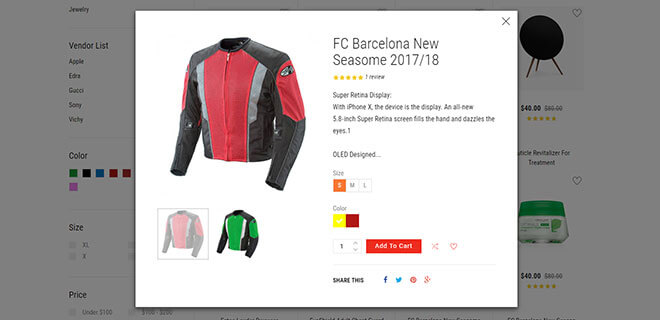 Jewelry
Vendor List
Apple
Edre
Gucci
Sony
Vichy
Color
Size
XL
X
Price
Under $100
$100 - $200
FC Barcelona New
Seasome 2017/18
1 review
Super Retina Display:
With iPhone X, the device is the display. An all-new
5.8-inch Super Retina screen fills the hand and dazzles the
eyes.1
OLED Designed...
Size
S M L
Color
1
Add To Cart
SHARE THIS
$40.00 $80.00
Cuticle Revitalizer For
Treatment
$40.00 $80.00